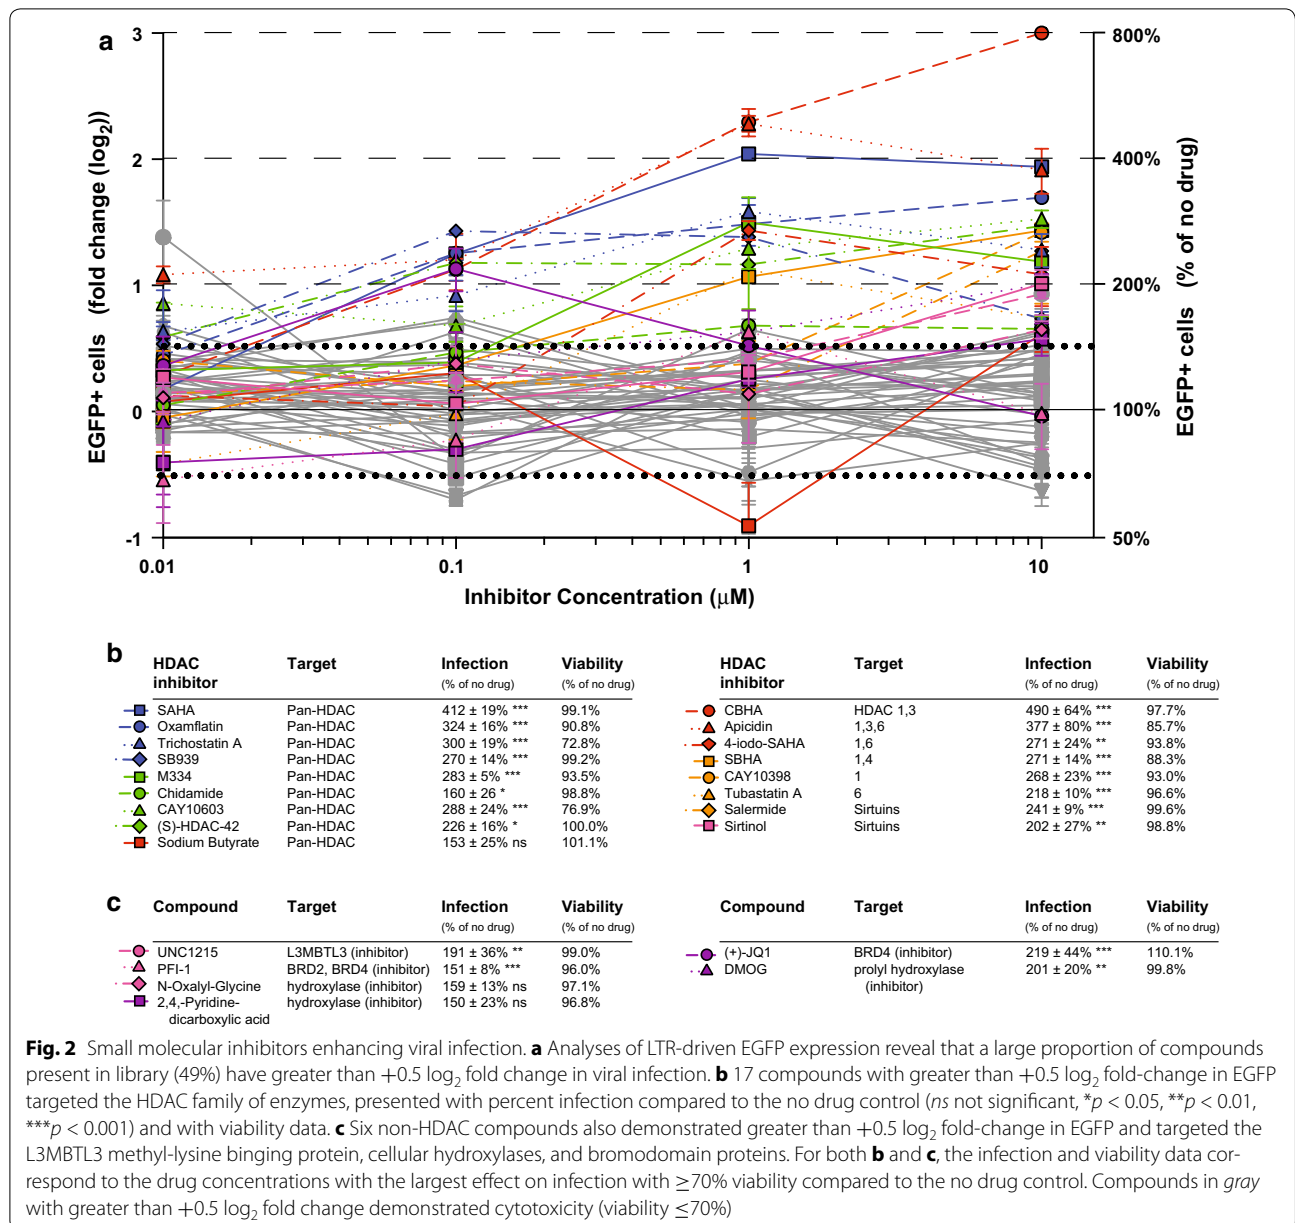 a
3
2
1
0
-1
EGFP+ cells (fold change (log2))
800%
400%
200%
100%
50%
EGFP+ cells (% of no drug)
0.01 0.1 1 10
Inhibitor Concentration (μM)
b
HDAC inhibitor Target Infection (% of no drug) Viability (% of no drug)
SAHA Pan-HDAC 412 ± 19% *** 99.1%
Oxamflatin Pan-HDAC 324 ± 16% *** 90.8%
Trichostatin A Pan-HDAC 300 ± 19% *** 72.8%
SB939 Pan-HDAC 270 ± 14% *** 99.2%
M334 Pan-HDAC 283 ± 5% *** 93.5%
Chidamide Pan-HDAC 160 ± 26 * 98.8%
CAY10603 Pan-HDAC 288 ± 24% *** 76.9%
(S)-HDAC-42 Pan-HDAC 226 ± 16% * 100.0%
Sodium Butyrate Pan-HDAC 153 ± 25% ns 101.1%
HDAC inhibitor Target Infection (% of no drug) Viability (% of no drug)
CBHA HDAC 1,3 490 ± 64% *** 97.7%
Apicidin 1,3,6 377 ± 80% *** 85.7%
4-iodo-SAHA 1,6 271 ± 24% ** 93.8%
SBHA 1,4 271 ± 14% *** 88.3%
CAY10398 1 268 ± 23% *** 93.0%
Tubastatin A 6 218 ± 10% *** 96.6%
Salermide Sirtuins 241 ± 9% *** 99.6%
Sirtinol Sirtuins 202 ± 27% ** 98.8%
c
Compound Target Infection (% of no drug) Viability (% of no drug)
UNC1215 L3MBTL3 (inhibitor) 191 ± 36% ** 99.0%
PFI-1 BRD2, BRD4 (inhibitor) 151 ± 8% *** 96.0%
N-Oxalyl-Glycine hydroxylase (inhibitor) 159 ± 13% ns 97.1%
2,4,-Pyridine- hydroxylase (inhibitor) 150 ± 23% ns 96.8%
dicarboxylic acid
Compound Target Infection (% of no drug) Viability (% of no drug)
(+)-JQ1 BRD4 (inhibitor) 219 ± 44% *** 110.1%
DMOG prolyl hydroxylase 201 ± 20% ** 99.8%
(inhibitor)
Fig. 2 Small molecular inhibitors enhancing viral infection. a Analyses of LTR-driven EGFP expression reveal that a large proportion of compounds
present in library (49%) have greater than +0.5 log2 fold change in viral infection. b 17 compounds with greater than +0.5 log2 fold-change in EGFP
targeted the HDAC family of enzymes, presented with percent infection compared to the no drug control (ns not significant, *p < 0.05, **p < 0.01,
***p < 0.001) and with viability data. c Six non-HDAC compounds also demonstrated greater than +0.5 log2 fold-change in EGFP and targeted the
L3MBTL3 methyl-lysine binging protein, cellular hydroxylases, and bromodomain proteins. For both b and c, the infection and viability data cor-
respond to the drug concentrations with the largest effect on infection with ≥70% viability compared to the no drug control. Compounds in gray
with greater than +0.5 log2 fold change demonstrated cytotoxicity (viability ≤70%)